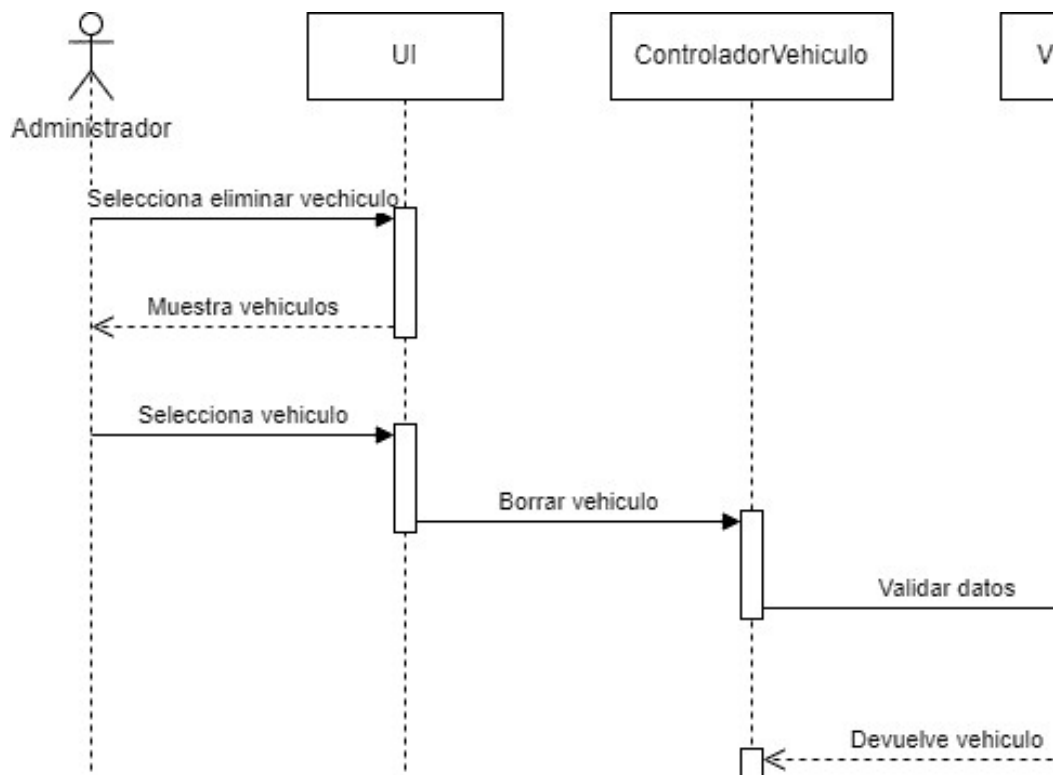 UI
ControladorVehiculo
V
Administrador
Selecciona eliminar vechiculo
Muestra vehiculos
Selecciona vehiculo
Borrar vehiculo
Validar datos
Devuelve vehiculo